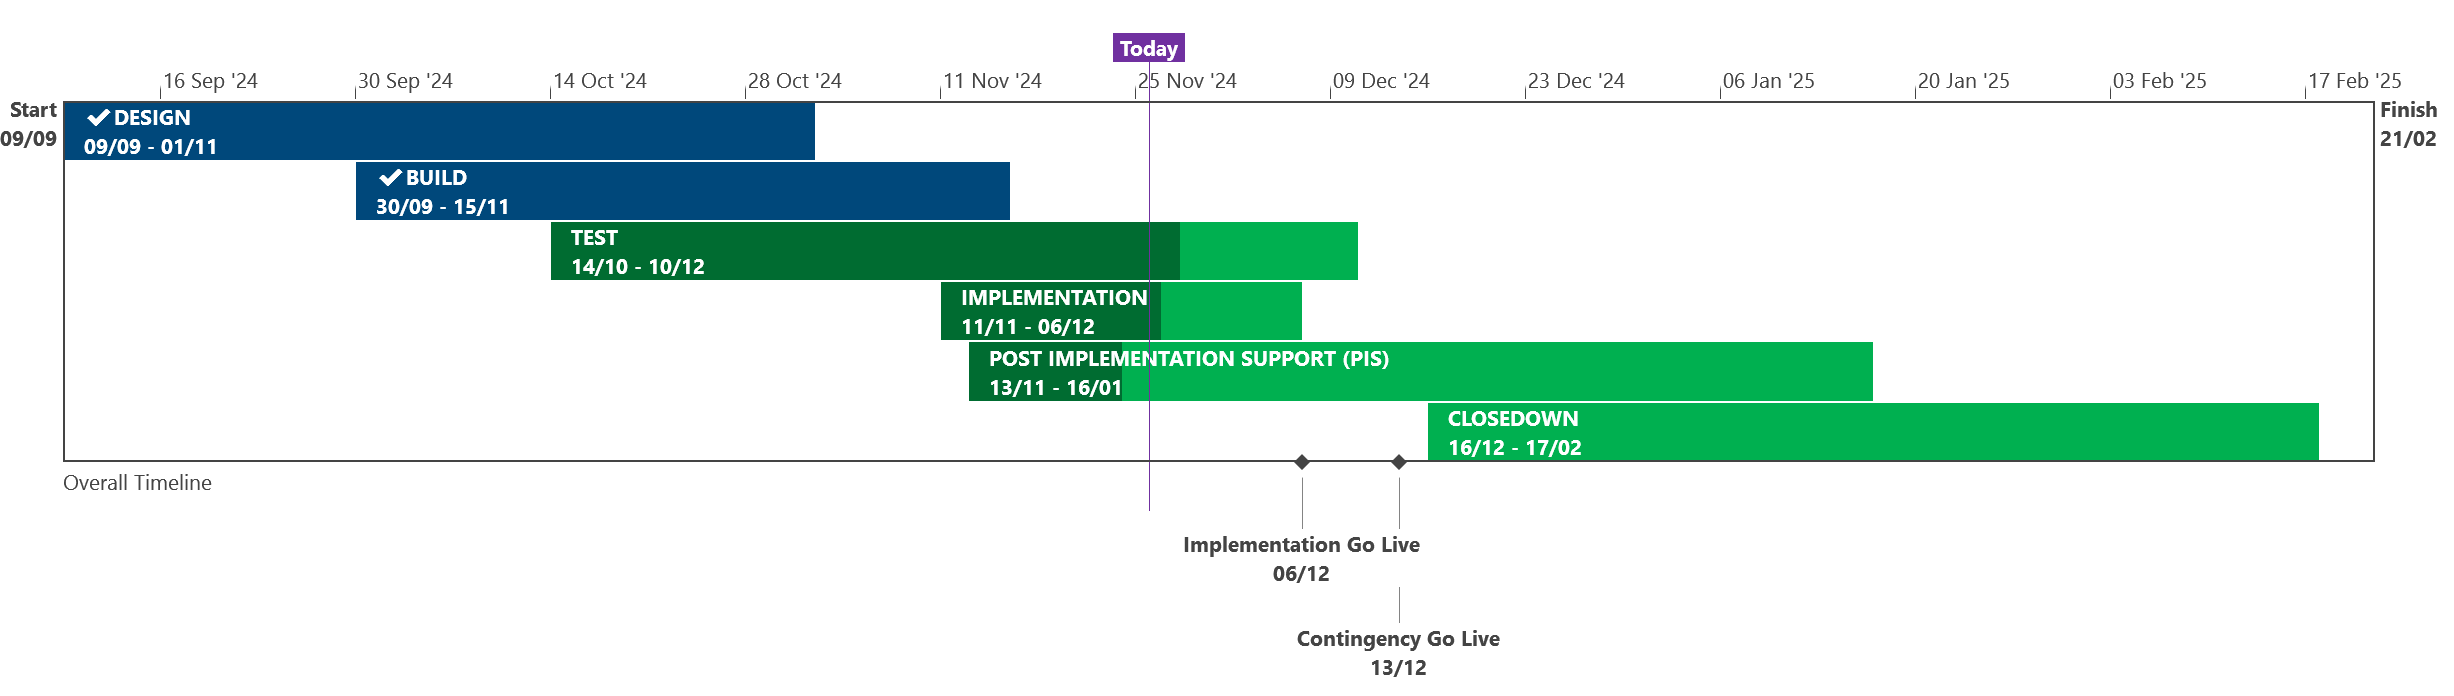 Today
16 Sep '24
30 Sep '24
14 Oct '24
28 Oct '24
11 Nov '24
25 Nov '24
09 Dec '24
23 Dec '24
06 Jan '25
20 Jan '25
03 Feb '25
17 Feb '25
Start
09/09
Finish
21/02
DESIGN
09/09 - 01/11
BUILD
30/09 - 15/11
TEST
14/10 - 10/12
IMPLEMENTATION
11/11 - 06/12
POST IMPLEMENTATION SUPPORT (PIS)
13/11 - 16/01
CLOSEDOWN
16/12 - 17/02
Overall Timeline
Implementation Go Live
06/12
Contingency Go Live
13/12